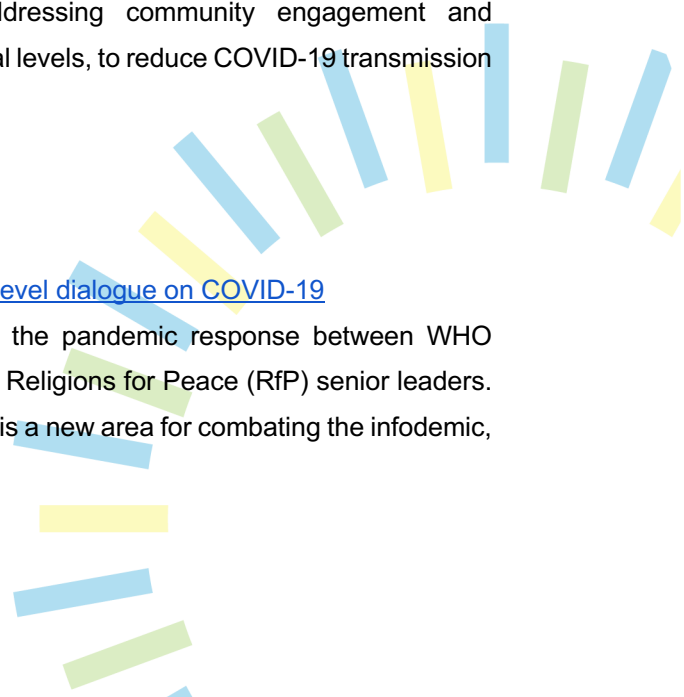 ddressing community engagement and
al levels, to reduce COVID-19 transmission
evel dialogue on COVID-19
the pandemic response between WHO
Religions for Peace (RfP) senior leaders.
is a new area for combating the infodemic,